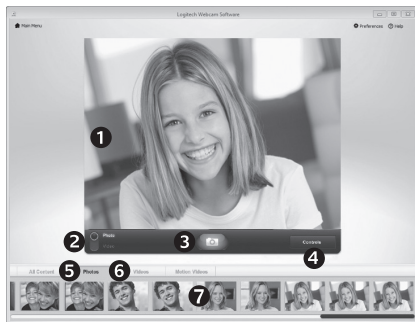 Logitech Webcam Software
Main Menu
Preferences Help
1
2
Photo
Video
3
Controls
4
All Content
5
Photos
6
Videos
Motion Videos
7